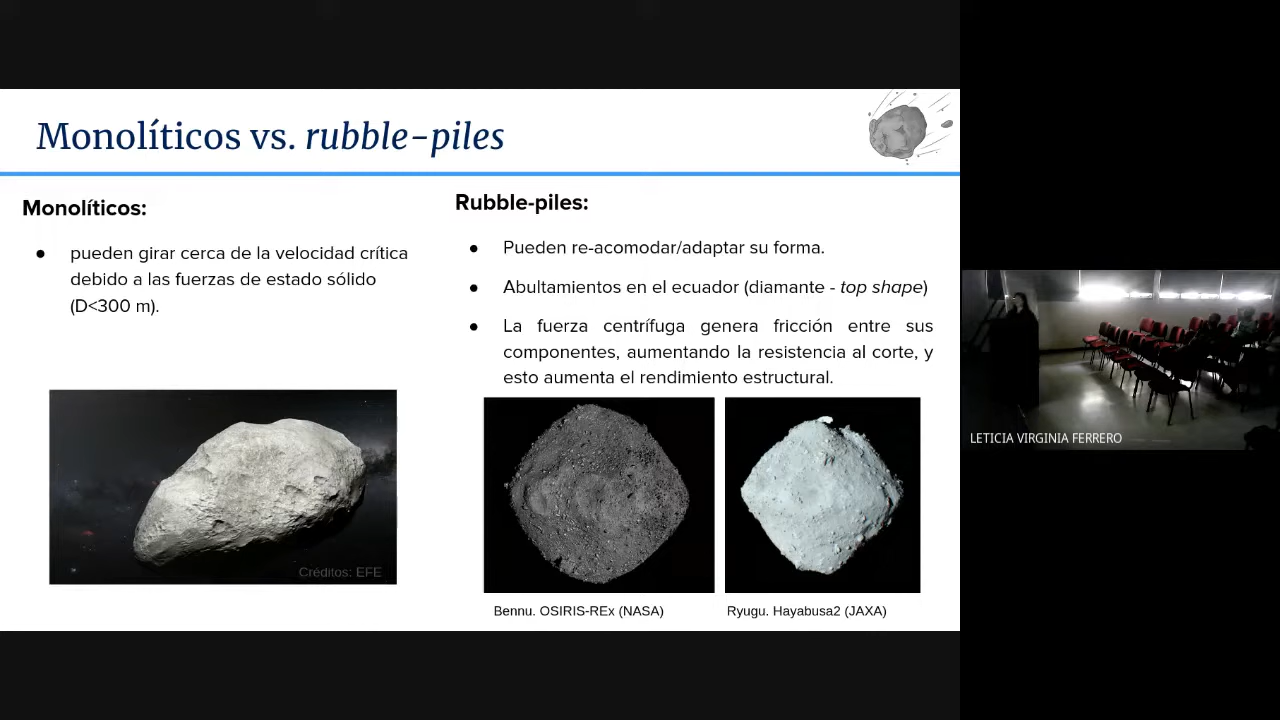 Monolíticos vs. rubble-piles
Monolíticos:
● pueden girar cerca de la velocidad crítica
debido a las fuerzas de estado sólido
(D<300 m).
Créditos: EFE
Rubble-piles:
● Pueden re-acomodar/adaptar su forma.
● Abultamientos en el ecuador (diamante - top shape)
● La fuerza centrífuga genera fricción entre sus
componentes, aumentando la resistencia al corte, y
esto aumenta el rendimiento estructural.
Bennu. OSIRIS-REx (NASA)
Ryugu. Hayabusa2 (JAXA)
LETICIA VIRGINIA FERRERO